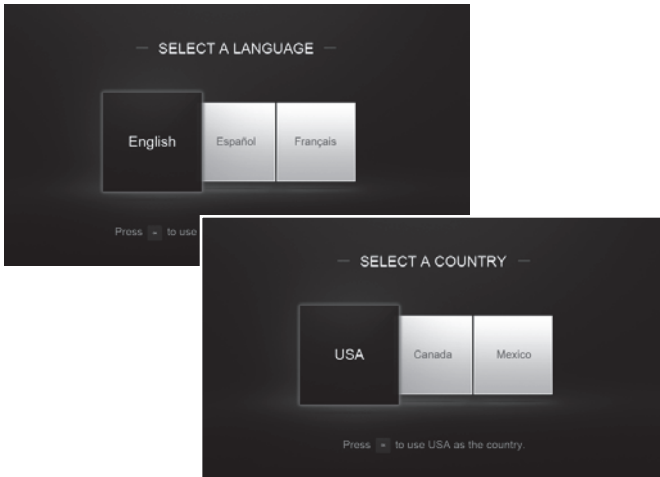 SELECT A LANGUAGE
English Español Français
Press - to use
SELECT A COUNTRY
USA Canada Mexico
Press - to use USA as the country.